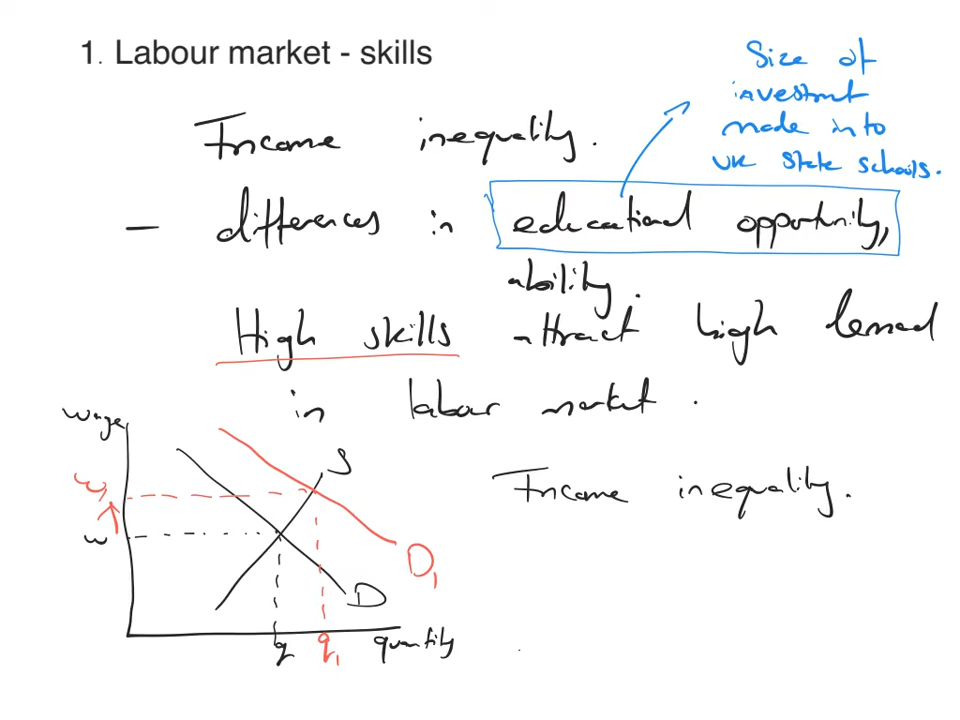 1. Labour market - skills
Size of
investment
made into
UK state schools.
Income inequality.
- differences in educational opportunity,
ability.
High skills attract high demand
in labour market.
Income inequality.
wage
S
w1
w
D1
D
q
q1
quantity